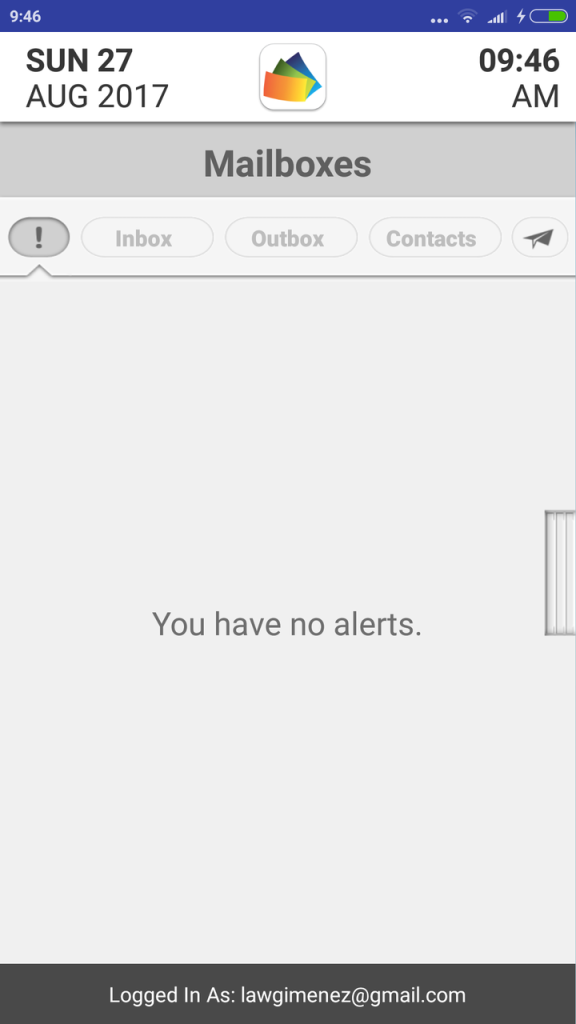 9:46
SUN 27
AUG 2017
09:46
AM
Mailboxes
!
Inbox
Outbox
Contacts
You have no alerts.
Logged In As: lawgimenez@gmail.com